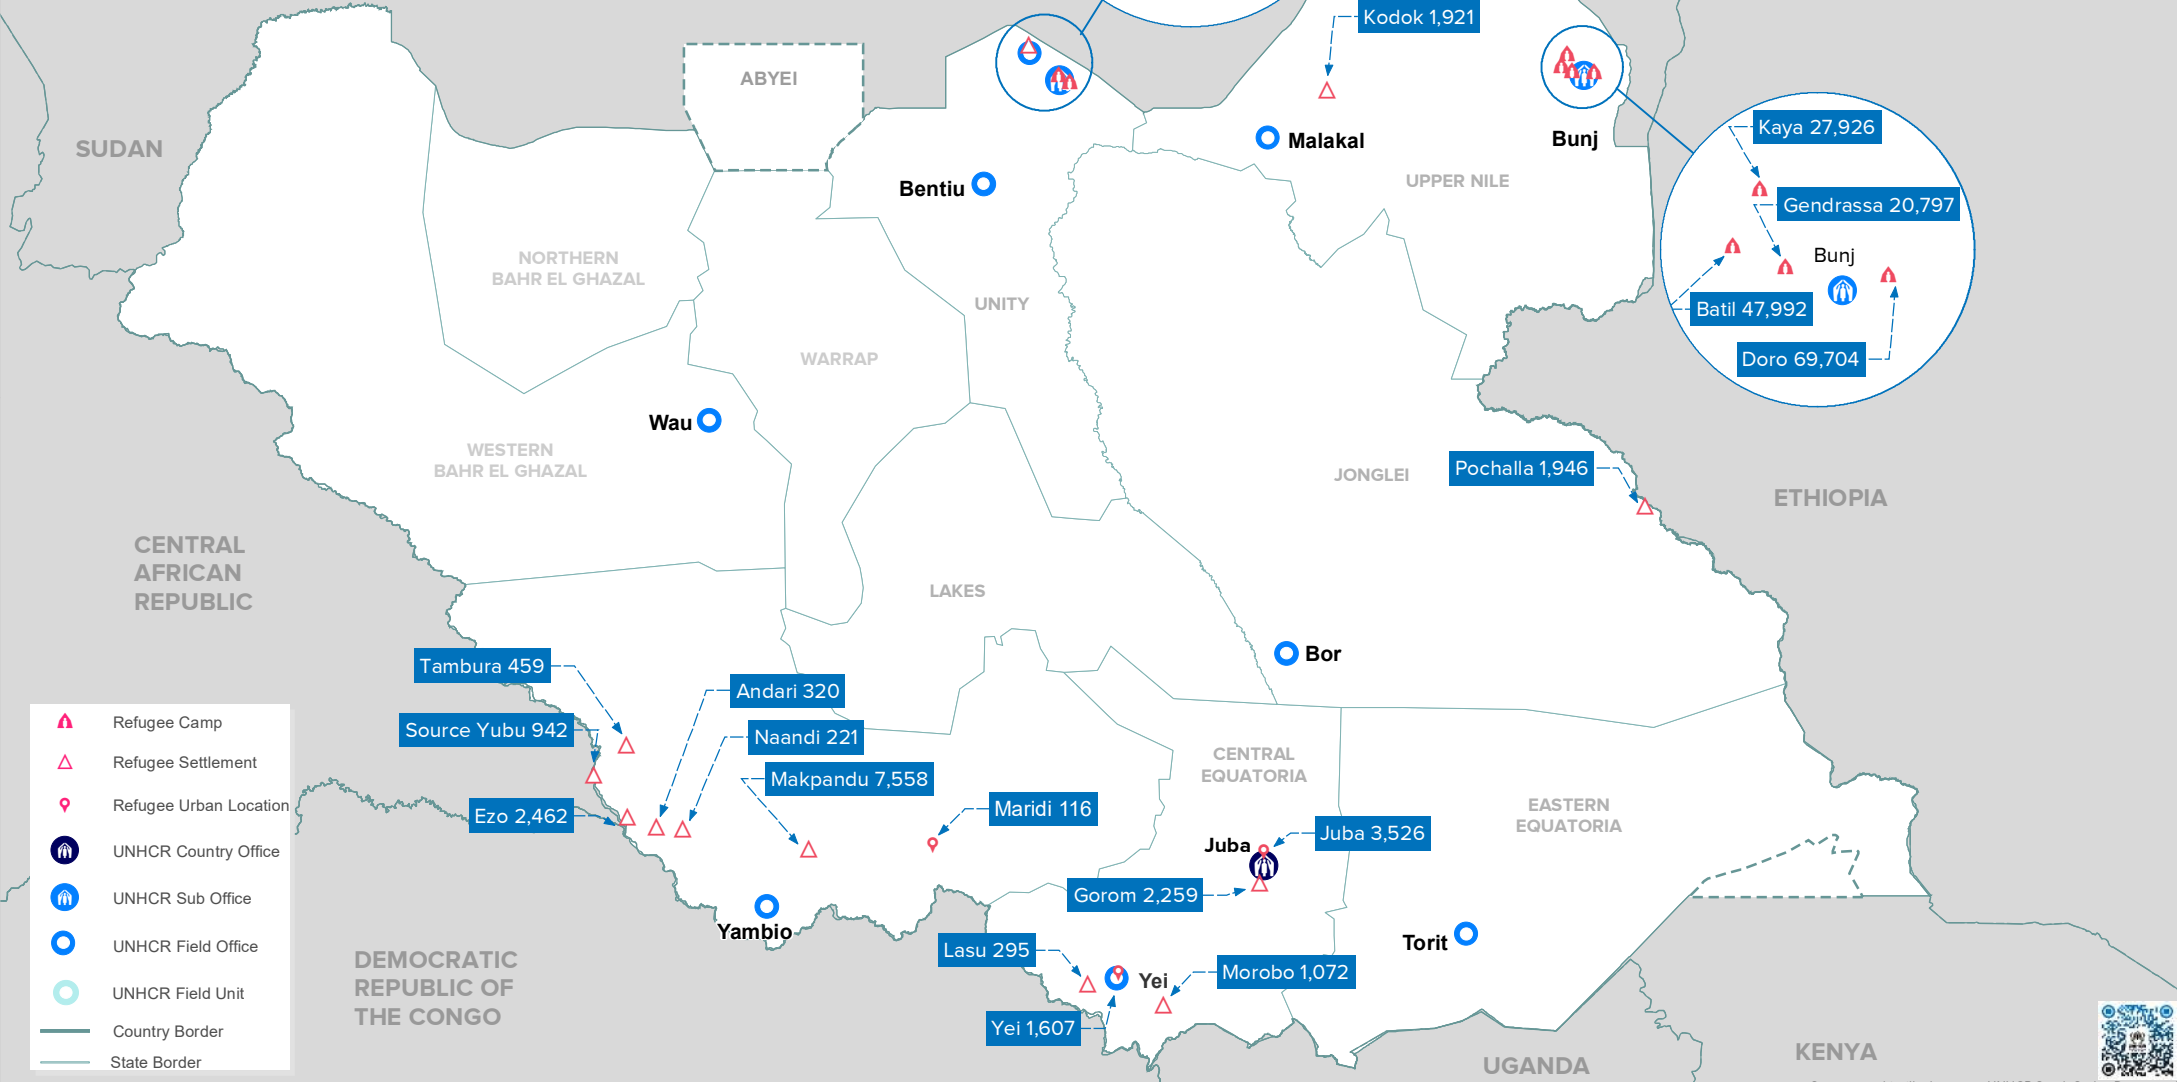 Kodok 1,921
ABYEI
SUDAN
Malakal
Bunj
Kaya 27,926
Bentiu
UPPER NILE
Gendrassa 20,797
NORTHERN
BAHR EL GHAZAL
Bunj
UNITY
Batil 47,992
WARRAP
Doro 69,704
Wau
WESTERN
BAHR EL GHAZAL
JONGLEI
Pochalla 1,946
ETHIOPIA
CENTRAL
AFRICAN
REPUBLIC
LAKES
Bor
Tambura 459
Andari 320
Source Yubu 942
Naandi 221
Makpandu 7,558
CENTRAL
EQUATORIA
Ezo 2,462
Maridi 116
EASTERN
EQUATORIA
Juba 3,526
Juba
Gorom 2,259
Yambio
Torit
Lasu 295
Morobo 1,072
Yei
Yei 1,607
DEMOCRATIC
REPUBLIC OF
THE CONGO
UGANDA
KENYA
Refugee Camp
Refugee Settlement
Refugee Urban Location
UNHCR Country Office
UNHCR Sub Office
UNHCR Field Office
UNHCR Field Unit
Country Border
State Border